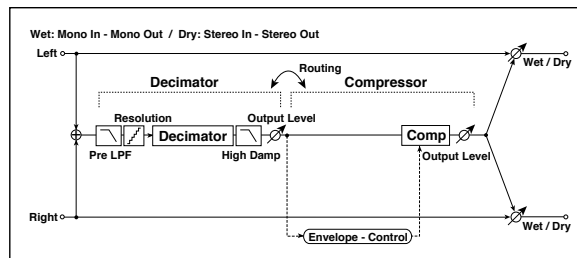 Wet: Mono In - Mono Out / Dry: Stereo In - Stereo Out
Left
Wet / Dry
Routing
Decimator
Compressor
Resolution
Output Level
Decimator
Comp
Pre LPF
High Damp
Output Level
Right
Wet / Dry
Envelope - Control